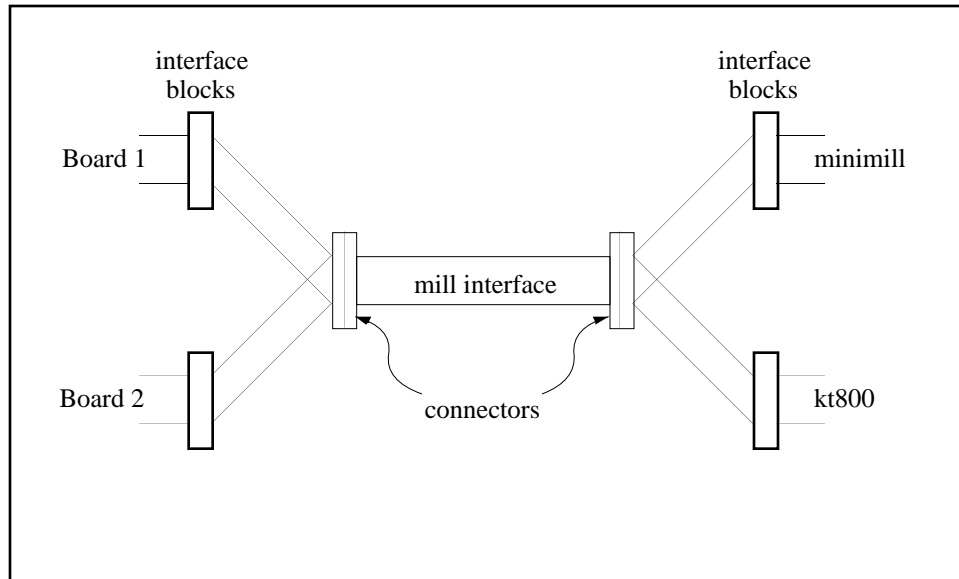 interface
blocks
interface
blocks
Board 1
minimill
mill interface
Board 2
connectors
kt800